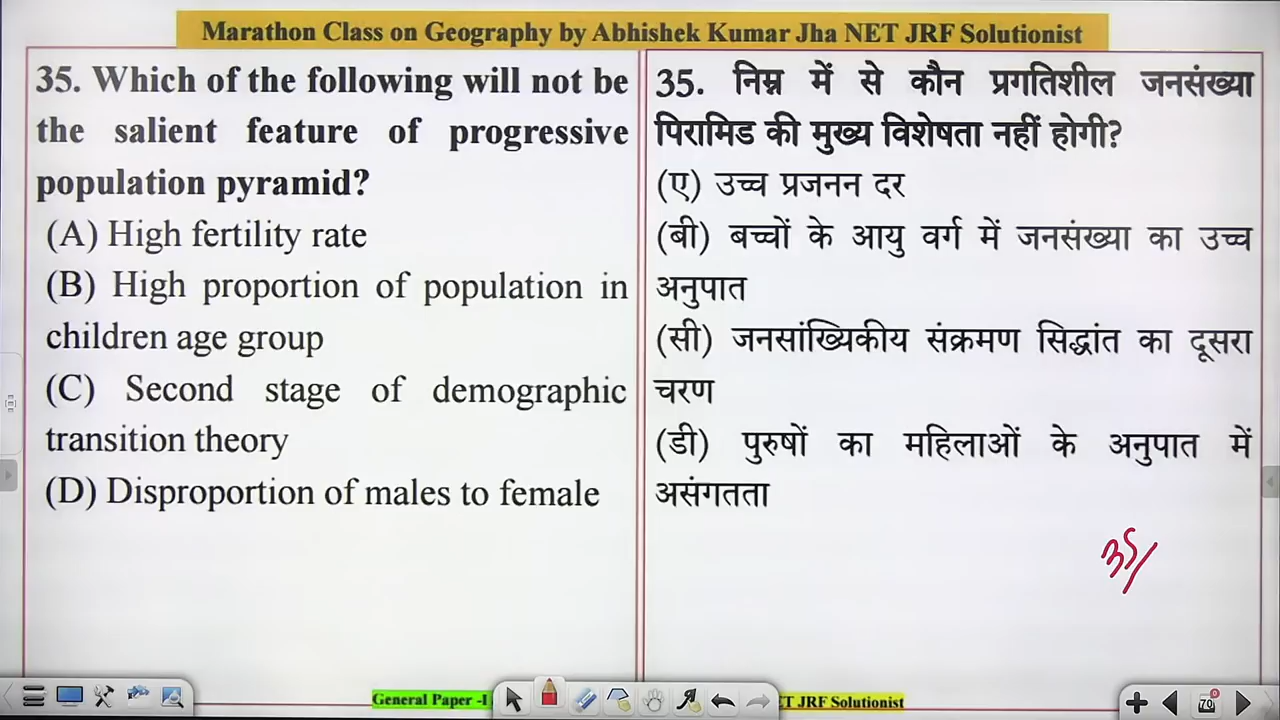 Marathon Class on Geography by Abhishek Kumar Jha NET JRF Solutionist
35. Which of the following will not be
the salient feature of progressive
population pyramid?
(A) High fertility rate
(B) High proportion of population in
children age group
(C) Second stage of demographic
transition theory
(D) Disproportion of males to female
35. निम्न में से कौन प्रगतिशील जनसंख्या
पिरामिड की मुख्य विशेषता नहीं होगी?
(ए) उच्च प्रजनन दर
(बी) बच्चों के आयु वर्ग में जनसंख्या का उच्च
अनुपात
(सी) जनसांख्यिकीय संक्रमण सिद्धांत का दूसरा
चरण
(डी) पुरुषों का महिलाओं के अनुपात में
असंगतता
35/
General Paper -I
ET JRF Solutionist
70
0